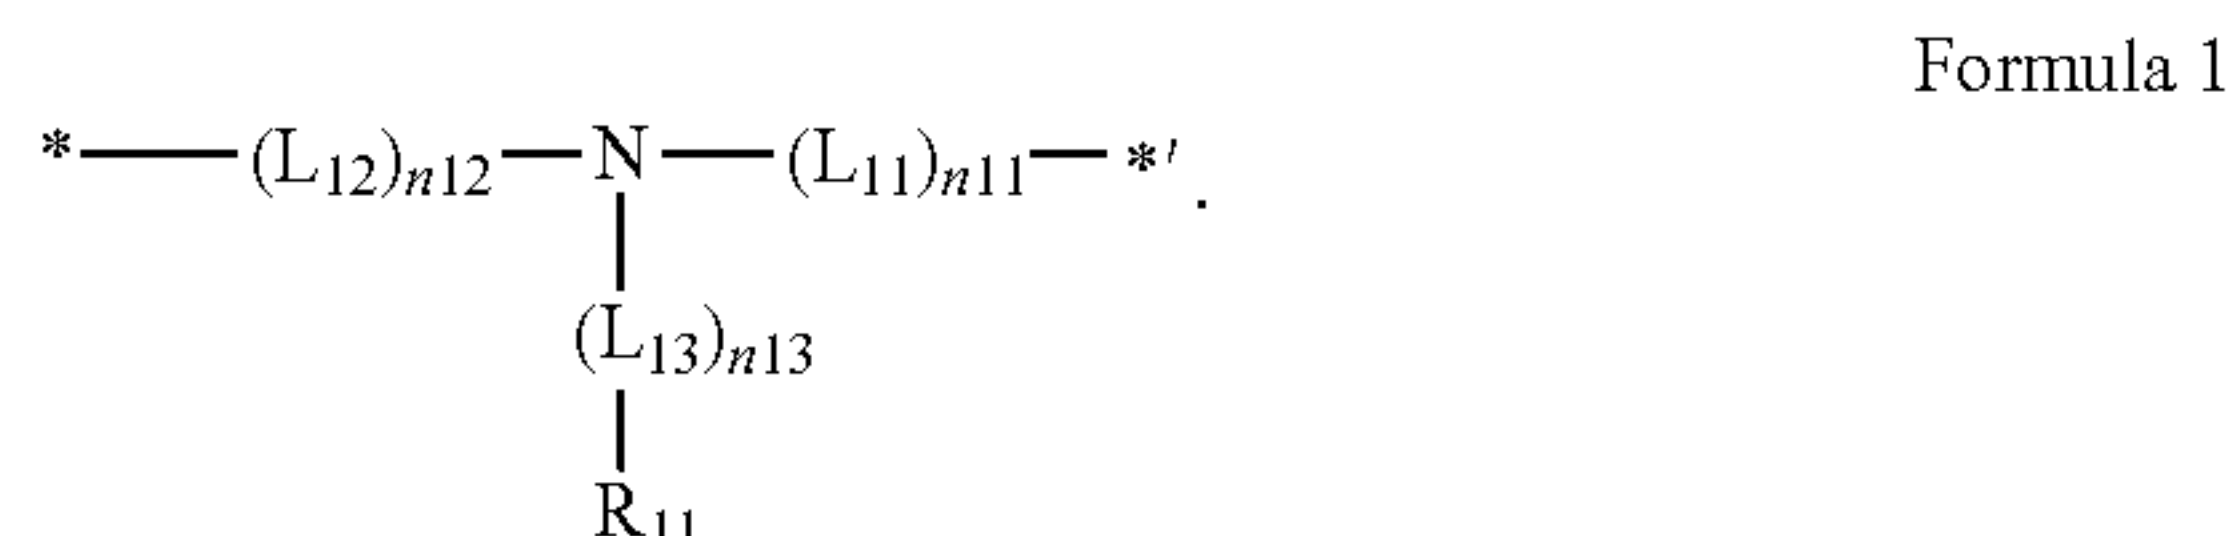 Formula 1
*—(L₁₂)ₙ₁₂—N—(L₁₁)ₙ₁₁—*′.
(L₁₃)ₙ₁₃
R₁₁